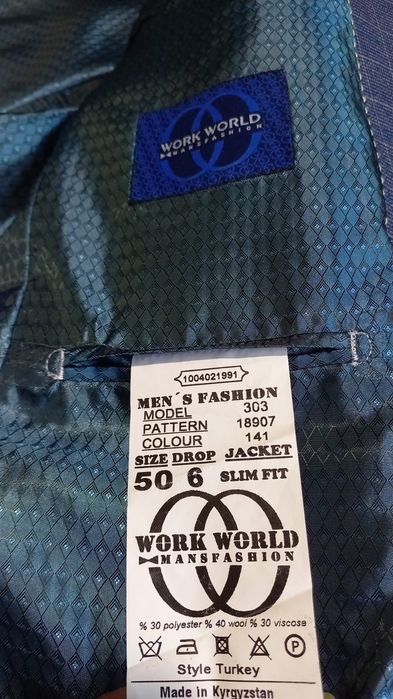 WORK WORLD
MANSFASHION
1004021991
MEN´S FASHION
MODEL 303
PATTERN 18907
COLOUR 141
SIZE DROP JACKET
50 6 SLIM FIT
WORK WORLD
MANSFASHION
% 30 polyester % 40 wool % 30 viscose
P
Style Turkey
Made in Kyrgyzstan